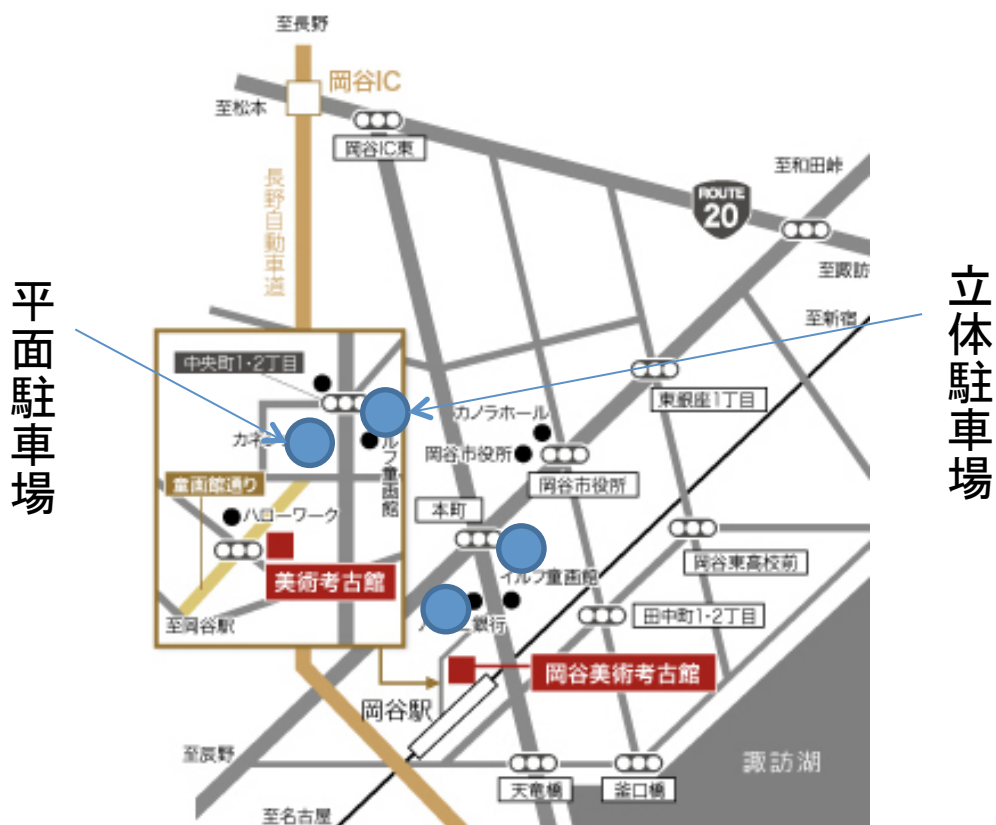 至長野
岡谷IC
至松本
岡谷IC東
至和田峠
長野自動車道
ROUTE
20
至諏訪
平面駐車場
立体駐車場
至新宿
中央町1・2丁目
東銀座1丁目
カノラホール
岡谷市役所
岡谷市役所
童画館通り
本町
ハローワーク
岡谷東高校前
イルフ童画館
美術考古館
田中町1・2丁目
銀行
至岡谷駅
岡谷美術考古館
岡谷駅
至辰野
諏訪湖
天竜橋
釜口橋
至名古屋